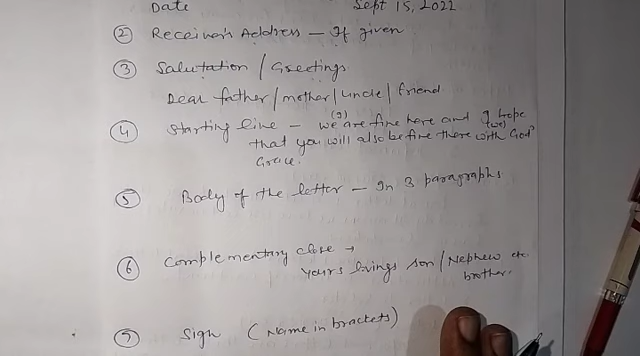 Date Sept 15, 2022
② Receiver's Address – If given
③ Salutation / Greetings
Dear father / mother / uncle / friend
④ Starting line – we are fine here and I hope
(I) (we)
that you will also be fine there with God's
Grace.
⑤ Body of the letter – In 3 paragraphs
⑥ Complementary close →
Yours lovings son / Nephew etc.
brother.
⑦ Sign (Name in brackets)